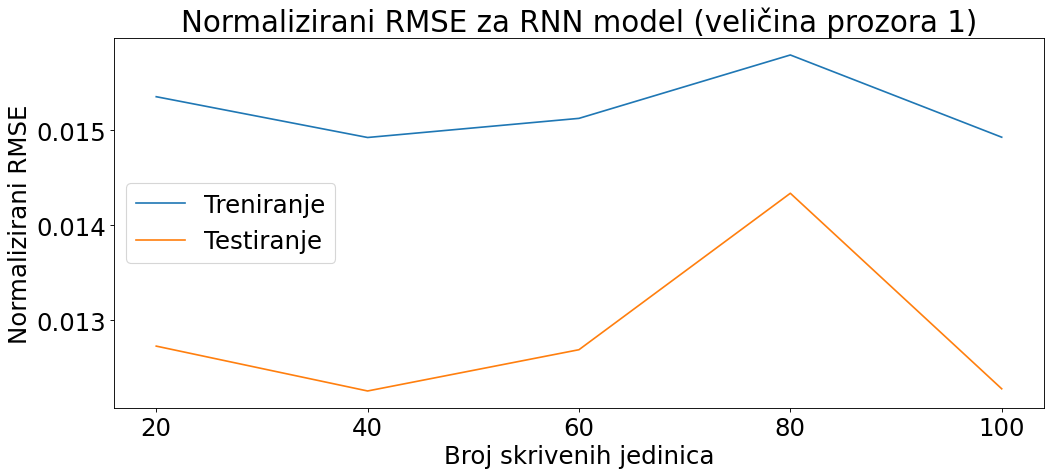 Normalizirani RMSE za RNN model (veličina prozora 1)
Normalizirani RMSE
0.015
0.014
0.013
Treniranje
Testiranje
20 40 60 80 100
Broj skrivenih jedinica